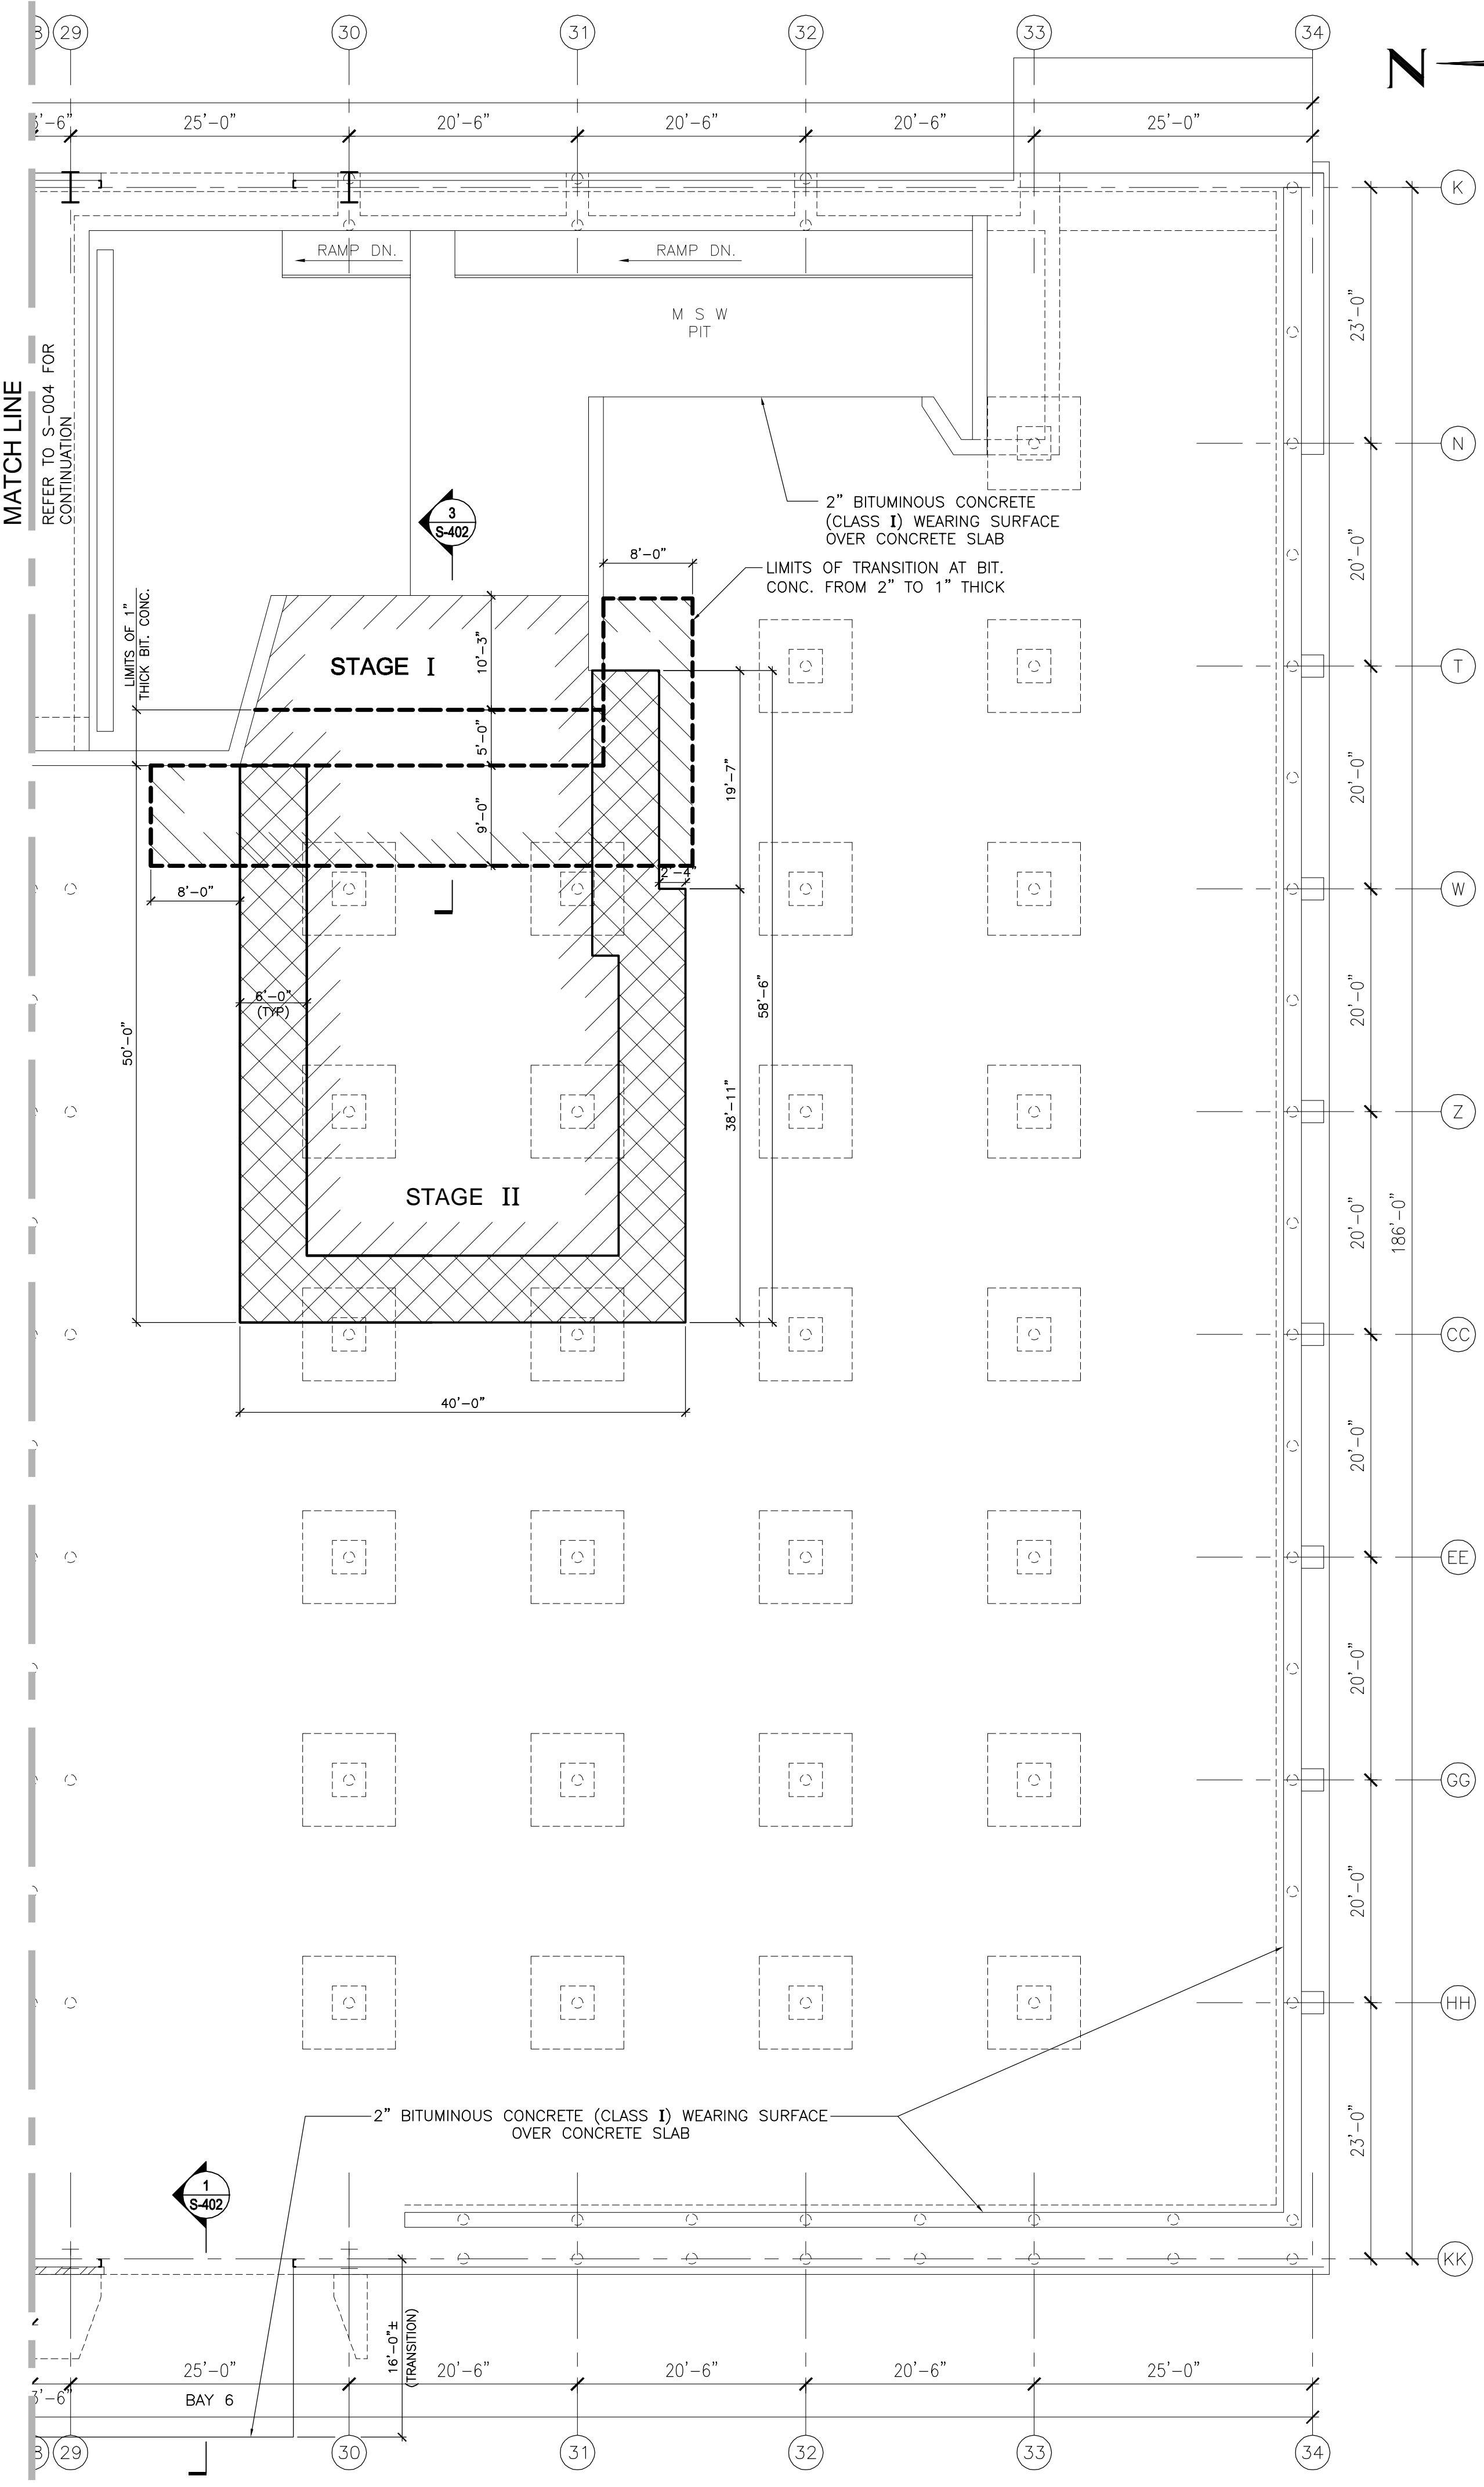 29
30
31
32
33
34
N
25'-0"
20'-6"
20'-6"
20'-6"
25'-0"
K
RAMP DN.
RAMP DN.
M S W
PIT
23'-0"
MATCH LINE
REFER TO S-004 FOR
CONTINUATION
N
3
S-402
2" BITUMINOUS CONCRETE
(CLASS I) WEARING SURFACE
OVER CONCRETE SLAB
8'-0"
LIMITS OF TRANSITION AT BIT.
CONC. FROM 2" TO 1" THICK
20'-0"
LIMITS OF 1"
THICK BIT. CONC.
STAGE I
10'-3"
T
5'-0"
19'-7"
20'-0"
9'-0"
2'-4"
8'-0"
W
6'-0"
(TYP)
58'-6"
20'-0"
50'-0"
38'-11"
Z
STAGE II
20'-0"
186'-0"
CC
40'-0"
20'-0"
EE
20'-0"
GG
20'-0"
HH
2" BITUMINOUS CONCRETE (CLASS I) WEARING SURFACE
OVER CONCRETE SLAB
23'-0"
1
S-402
KK
16'-0"±
(TRANSITION)
25'-0"
20'-6"
20'-6"
20'-6"
25'-0"
BAY 6
29
30
31
32
33
34